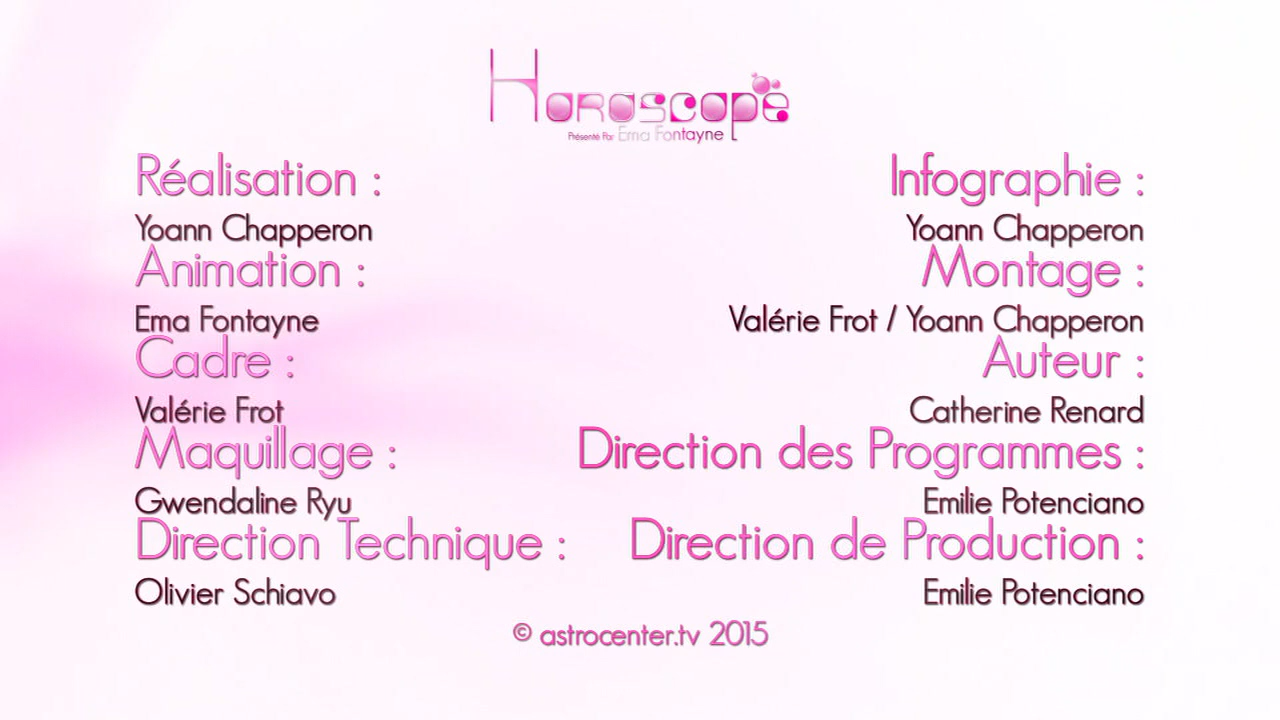 Horoscope
Présenté Par Ema Fontayne
Réalisation :
Yoann Chapperon
Animation :
Ema Fontayne
Cadre :
Valérie Frot
Maquillage :
Gwendaline Ryu
Direction Technique :
Olivier Schiavo
Infographie :
Yoann Chapperon
Montage :
Valérie Frot / Yoann Chapperon
Auteur :
Catherine Renard
Direction des Programmes :
Emilie Potenciano
Direction de Production :
Emilie Potenciano
© astrocenter.tv 2015